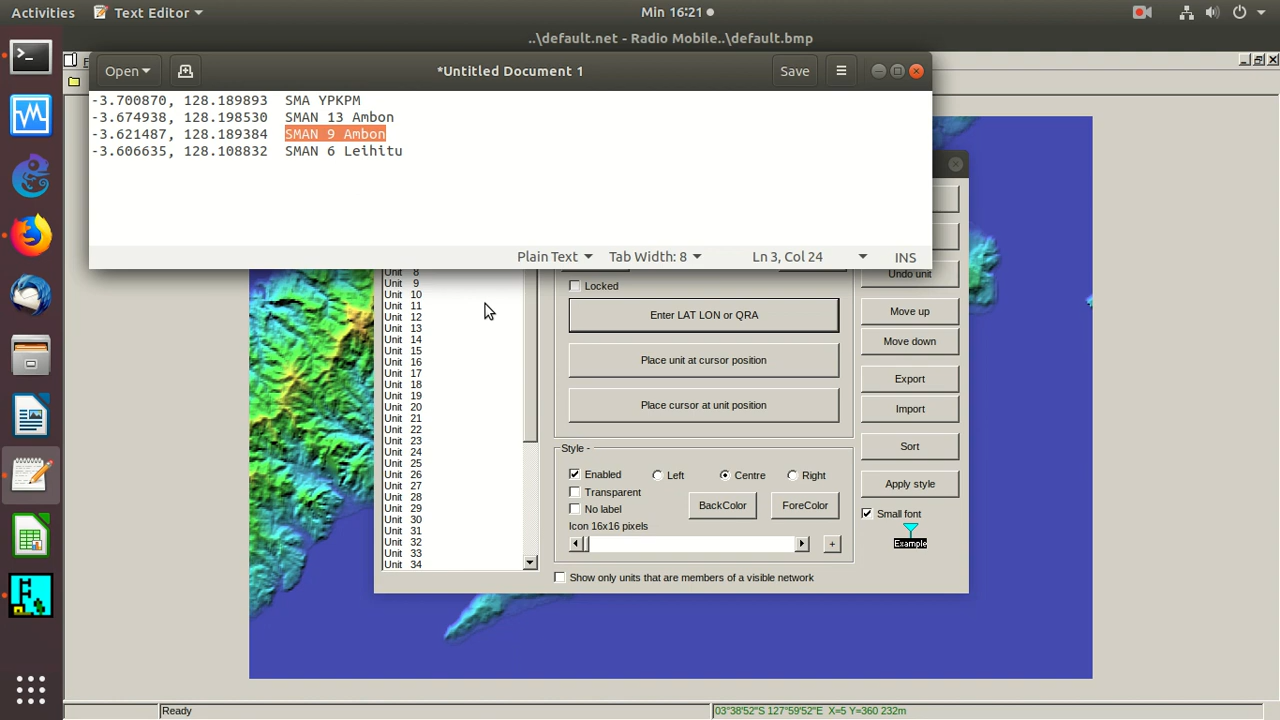 Activities
Text Editor
Min 16:21
..\default.net - Radio Mobile..\default.bmp
Open
*Untitled Document 1
Save
-3.700870, 128.189893  SMA YPKPM
-3.674938, 128.198530  SMAN 13 Ambon
-3.621487, 128.189384  SMAN 9 Ambon
-3.606635, 128.108832  SMAN 6 Leihitu
Plain Text
Tab Width: 8
Ln 3, Col 24
INS
Unit 8
Unit 9
Unit 10
Unit 11
Unit 12
Unit 13
Unit 14
Unit 15
Unit 16
Unit 17
Unit 18
Unit 19
Unit 20
Unit 21
Unit 22
Unit 23
Unit 24
Unit 25
Unit 26
Unit 27
Unit 28
Unit 29
Unit 30
Unit 31
Unit 32
Unit 33
Unit 34
Locked
Enter LAT LON or QRA
Place unit at cursor position
Place cursor at unit position
Style -
Enabled
Left
Centre
Right
Transparent
No label
BackColor
ForeColor
Icon 16x16 pixels
+
Show only units that are members of a visible network
Undo unit
Move up
Move down
Export
Import
Sort
Apply style
Small font
Example
Ready
03°38'52"S 127°59'52"E  X=5 Y=360 232m